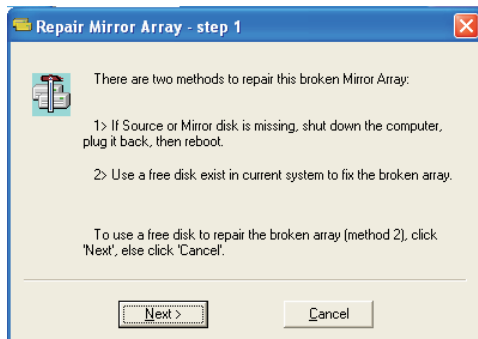 Repair Mirror Array - step 1
There are two methods to repair this broken Mirror Array:
1> If Source or Mirror disk is missing, shut down the computer,
plug it back, then reboot.
2> Use a free disk exist in current system to fix the broken array.
To use a free disk to repair the broken array (method 2), click
'Next', else click 'Cancel'.
Next >
Cancel